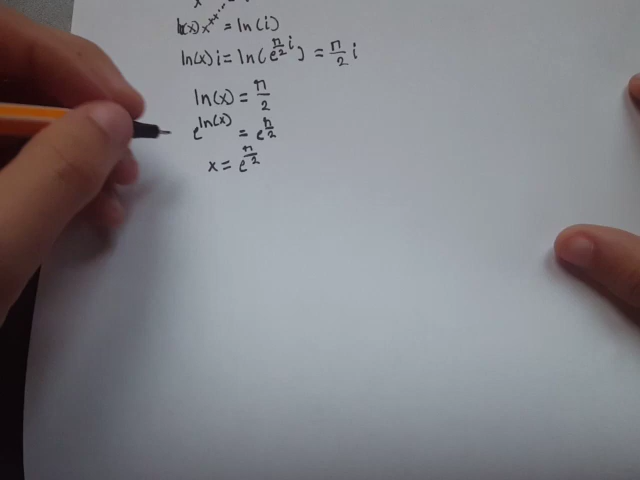 ln(x) x^x^x^⋰ = ln(i)
ln(x) i = ln(e^(π/2 i)) = π/2 i
ln(x) = π/2
e^ln(x) = e^π/2
x = e^π/2